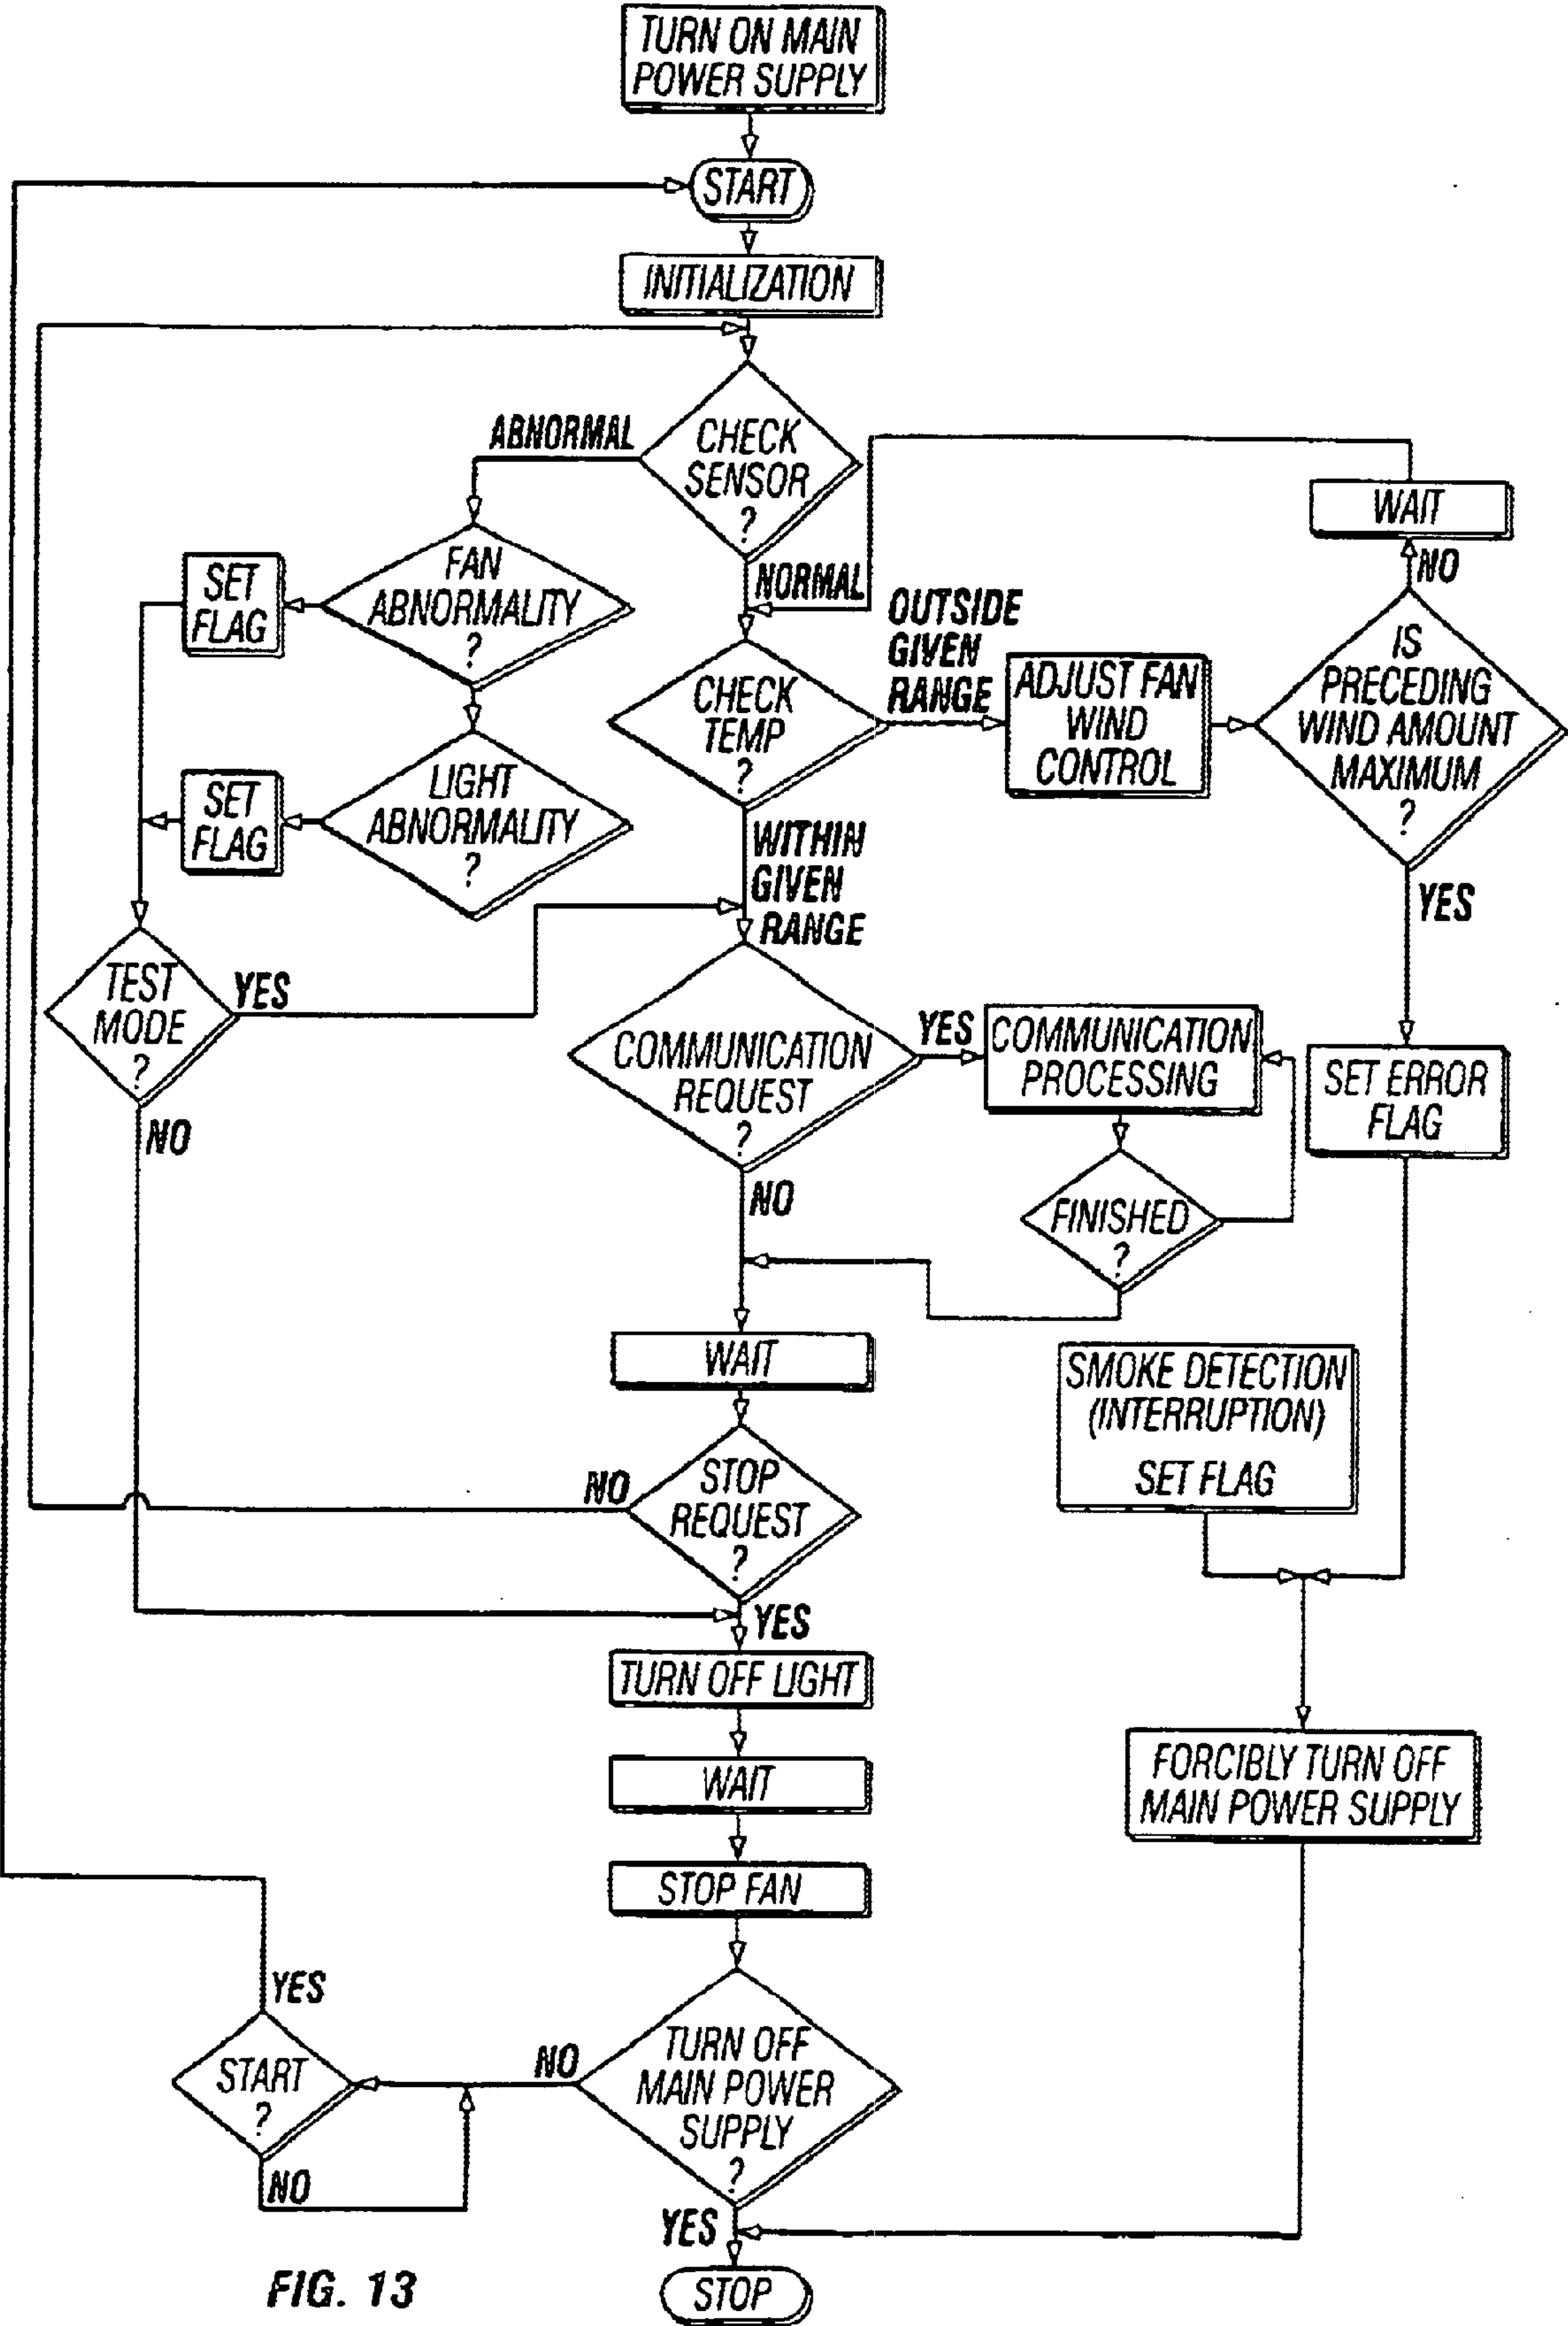 TURN ON MAIN
POWER SUPPLY
START
INITIALIZATION
CHECK
SENSOR
?
ABNORMAL
NORMAL
FAN
ABNORMALITY
?
SET
FLAG
LIGHT
ABNORMALITY
?
SET
FLAG
TEST
MODE
?
YES
NO
CHECK
TEMP
?
OUTSIDE
GIVEN
RANGE
ADJUST FAN
WIND
CONTROL
IS
PRECEDING
WIND AMOUNT
MAXIMUM
?
NO
WAIT
YES
SET ERROR
FLAG
WITHIN
GIVEN
RANGE
COMMUNICATION
REQUEST
?
YES
COMMUNICATION
PROCESSING
FINISHED
?
NO
WAIT
STOP
REQUEST
?
NO
YES
SMOKE DETECTION
(INTERRUPTION)
SET FLAG
FORCIBLY TURN OFF
MAIN POWER SUPPLY
TURN OFF LIGHT
WAIT
STOP FAN
TURN OFF
MAIN POWER
SUPPLY
?
NO
START
?
YES
NO
YES
STOP
FIG. 13